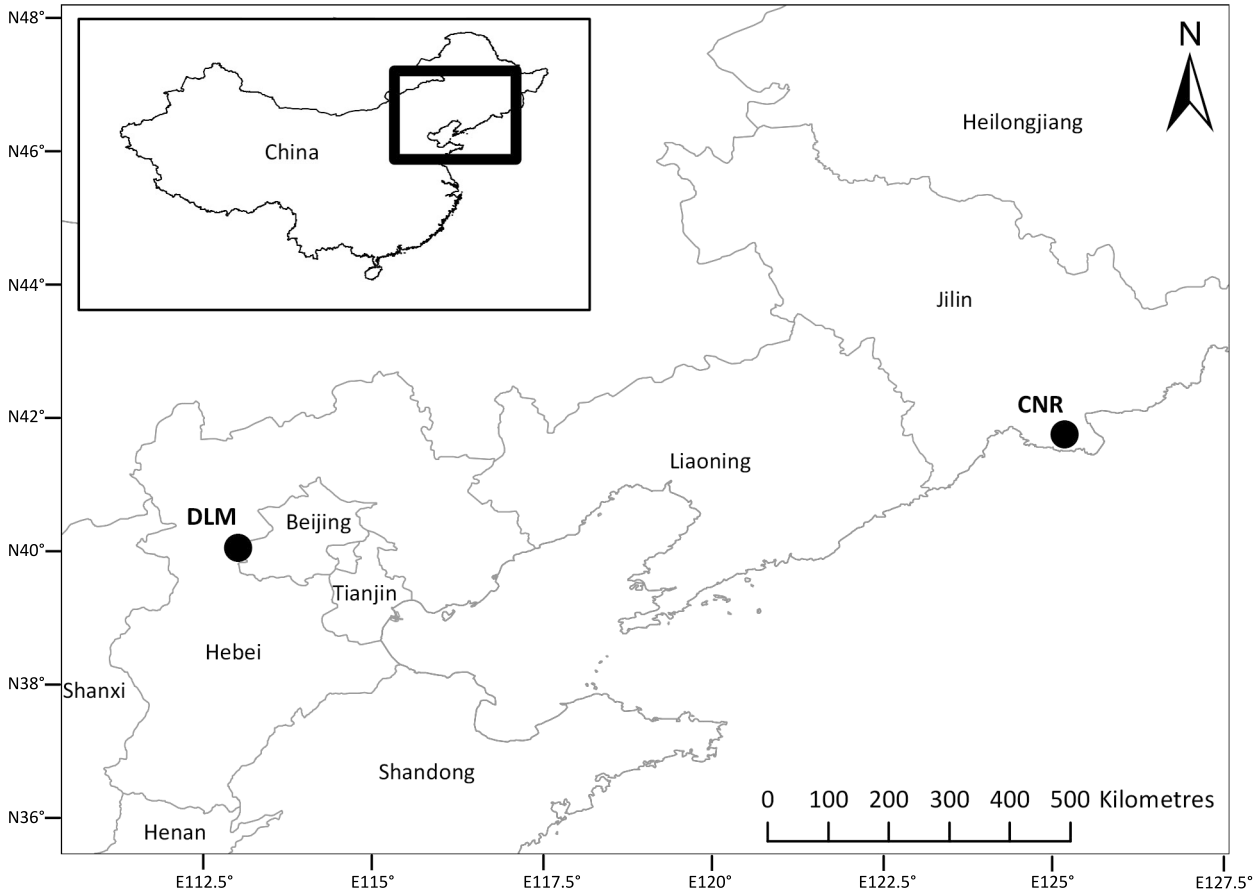 N48°
N46°
N44°
N42°
N40°
N38°
N36°
China
N
Heilongjiang
Jilin
CNR
Liaoning
DLM
Beijing
Tianjin
Hebei
Shanxi
Shandong
Henan
0 100 200 300 400 500 Kilometres
E112.5° E115° E117.5° E120° E122.5° E125° E127.5°